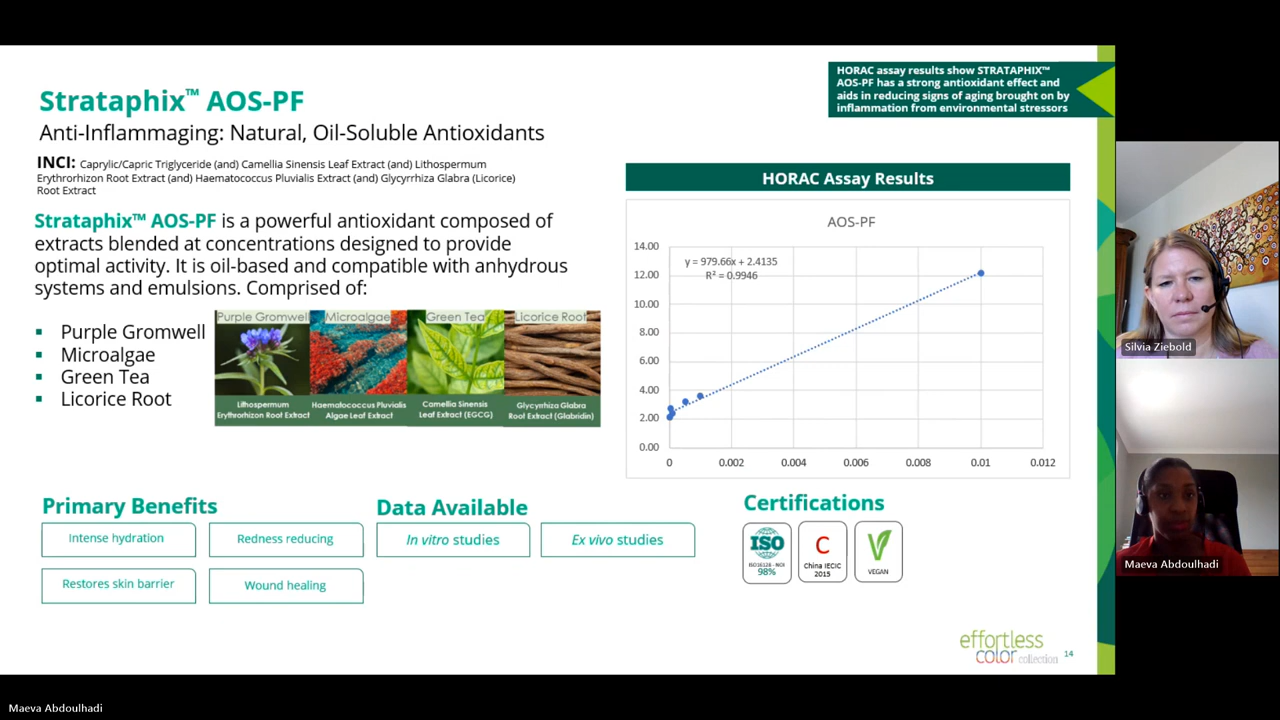 HORAC assay results show STRATAPHIX™
AOS-PF has a strong antioxidant effect and
aids in reducing signs of aging brought on by
inflammation from environmental stressors
Strataphix™ AOS-PF
Anti-Inflammaging: Natural, Oil-Soluble Antioxidants
INCI: Caprylic/Capric Triglyceride (and) Camellia Sinensis Leaf Extract (and) Lithospermum
Erythrorhizon Root Extract (and) Haematococcus Pluvialis Extract (and) Glycyrrhiza Glabra (Licorice)
Root Extract
Strataphix™ AOS-PF is a powerful antioxidant composed of
extracts blended at concentrations designed to provide
optimal activity. It is oil-based and compatible with anhydrous
systems and emulsions. Comprised of:
▪ Purple Gromwell
▪ Microalgae
▪ Green Tea
▪ Licorice Root
Purple Gromwell Microalgae Green Tea Licorice Root
Lithospermum
Erythrorhizon Root Extract
Haematococcus Pluvialis
Algae Leaf Extract
Camellia Sinensis
Leaf Extract (EGCG)
Glycyrrhiza Glabra
Root Extract (Glabridin)
HORAC Assay Results
AOS-PF
y = 979.66x + 2.4135
R² = 0.9946
14.00
12.00
10.00
8.00
6.00
4.00
2.00
0.00
0 0.002 0.004 0.006 0.008 0.01 0.012
Primary Benefits
Intense hydration
Redness reducing
Restores skin barrier
Wound healing
Data Available
In vitro studies
Ex vivo studies
Certifications
ISO
ISO16128 - NOI
98%
C
China IECIC
2015
VEGAN
effortless
color collection
14
Silvia Ziebold
Maeva Abdoulhadi
Maeva Abdoulhadi